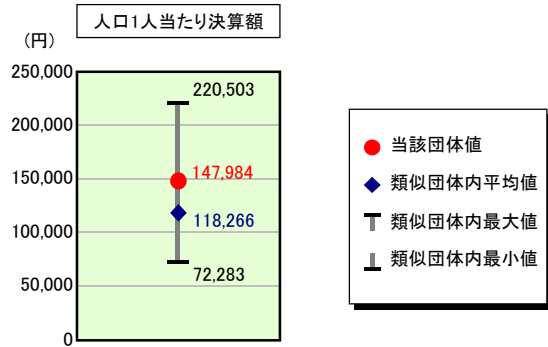 人口1人当たり決算額
(円)
250,000
200,000
150,000
100,000
50,000
0
220,503
147,984
118,266
72,283
当該団体値
類似団体内平均値
類似団体内最大値
類似団体内最小値